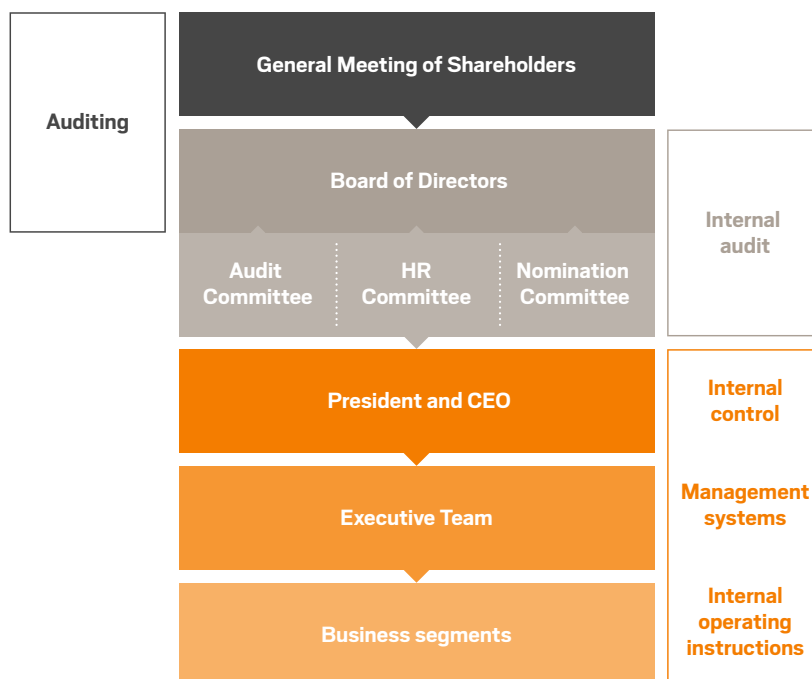 General Meeting of Shareholders
Auditing
Board of Directors
Internal
audit
Audit
Committee
HR
Committee
Nomination
Committee
President and CEO
Internal
control
Executive Team
Management
systems
Business segments
Internal
operating
instructions